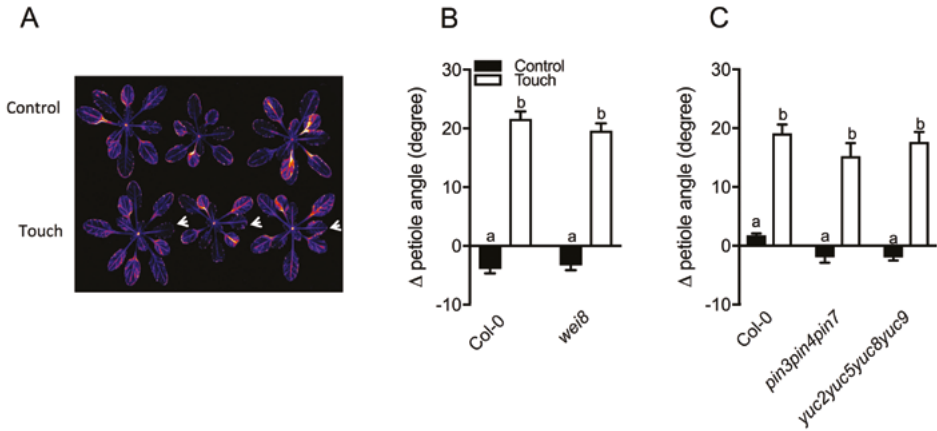 A
Control
Touch
B
Δ petiole angle (degree)
30
20
10
0
-10
Control
Touch
a
b
a
b
Col-0
wei8
C
Δ petiole angle (degree)
30
20
10
0
-10
a
b
a
b
a
b
Col-0
pin3pin4pin7
yuc2yuc5yuc8yuc9